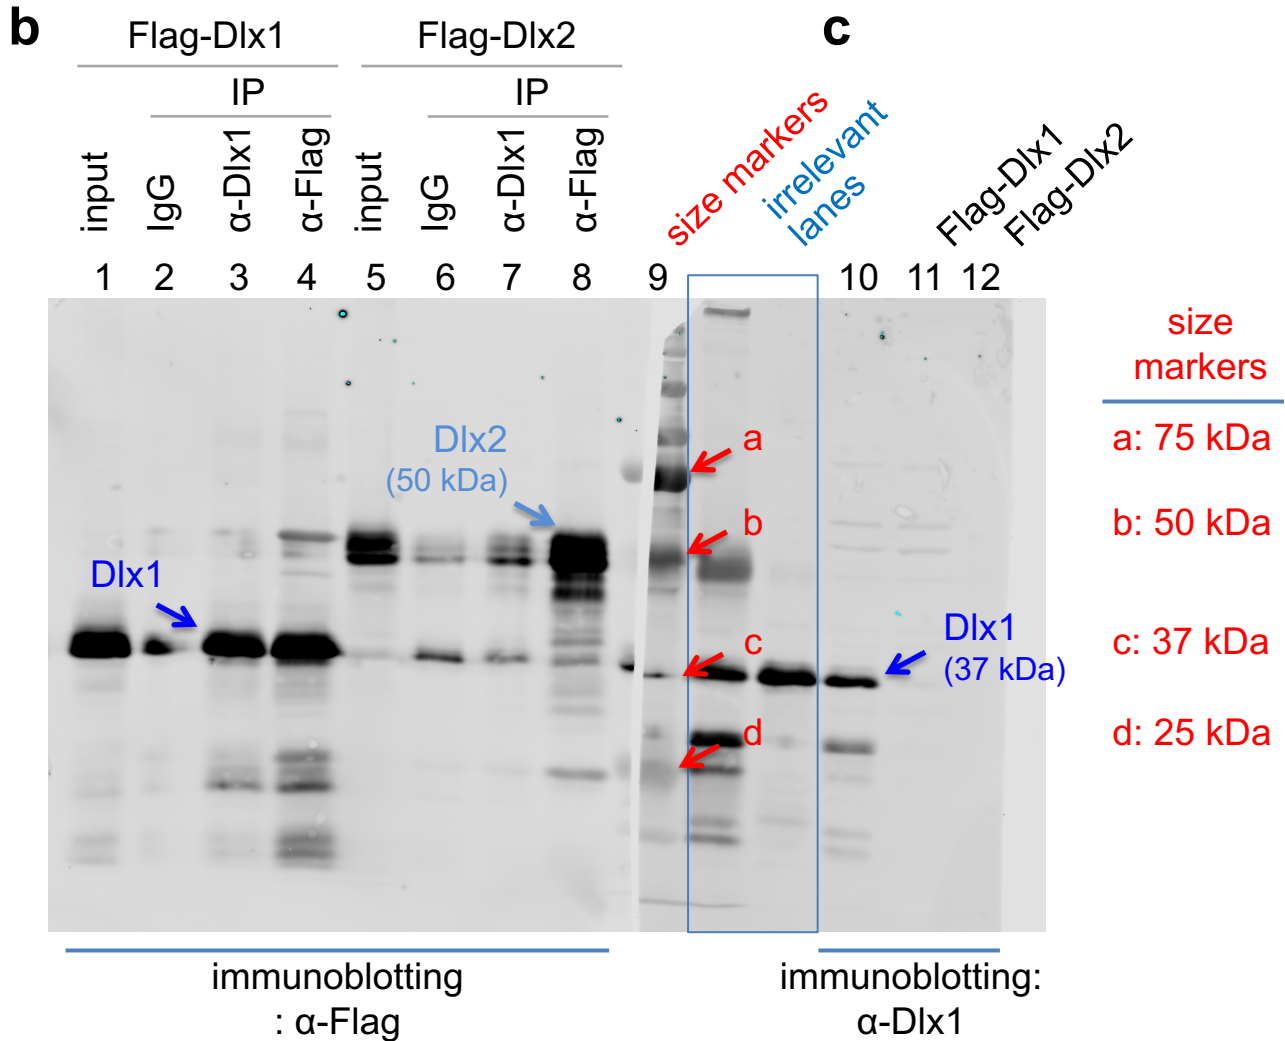 b
c
Flag-Dlx1
Flag-Dlx2
IP
IP
input
IgG
α-Dlx1
α-Flag
input
IgG
α-Dlx1
α-Flag
size markers
irrelevant
lanes
Flag-Dlx1
Flag-Dlx2
1 2 3 4 5 6 7 8 9 10 11 12
size
markers
a: 75 kDa
b: 50 kDa
c: 37 kDa
d: 25 kDa
a
b
c
d
Dlx2
(50 kDa)
Dlx1
Dlx1
(37 kDa)
immunoblotting
: α-Flag
immunoblotting:
α-Dlx1